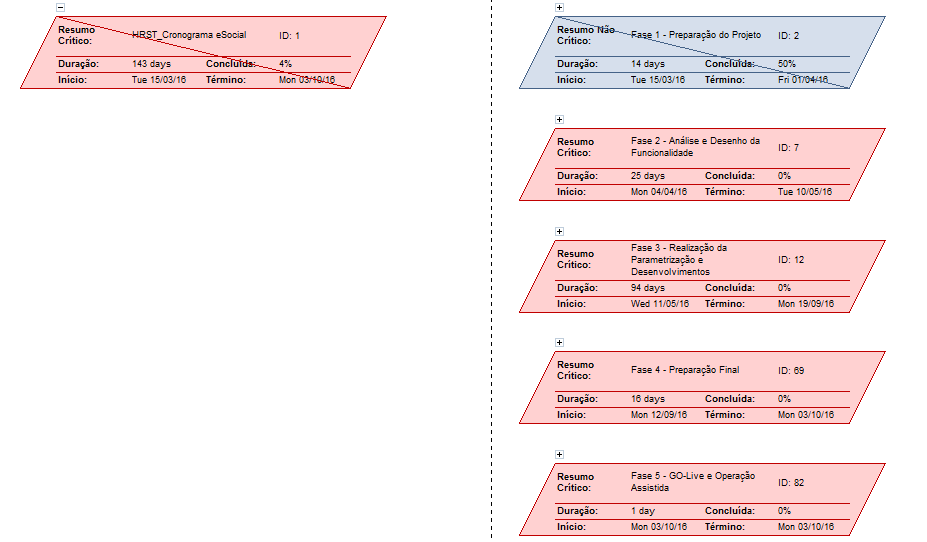 Resumo Crítico: HRST_Cronograma eSocial ID: 1
Duração: 143 days Concluída: 4%
Início: Tue 15/03/16 Término: Mon 03/10/16
Resumo Não Crítico: Fase 1 - Preparação do Projeto ID: 2
Duração: 14 days Concluída: 50%
Início: Tue 15/03/16 Término: Fri 01/04/16
Resumo Crítico: Fase 2 - Análise e Desenho da Funcionalidade ID: 7
Duração: 25 days Concluída: 0%
Início: Mon 04/04/16 Término: Tue 10/05/16
Resumo Crítico: Fase 3 - Realização da Parametrização e Desenvolvimentos ID: 12
Duração: 94 days Concluída: 0%
Início: Wed 11/05/16 Término: Mon 19/09/16
Resumo Crítico: Fase 4 - Preparação Final ID: 69
Duração: 16 days Concluída: 0%
Início: Mon 12/09/16 Término: Mon 03/10/16
Resumo Crítico: Fase 5 - GO-Live e Operação Assistida ID: 82
Duração: 1 day Concluída: 0%
Início: Mon 03/10/16 Término: Mon 03/10/16